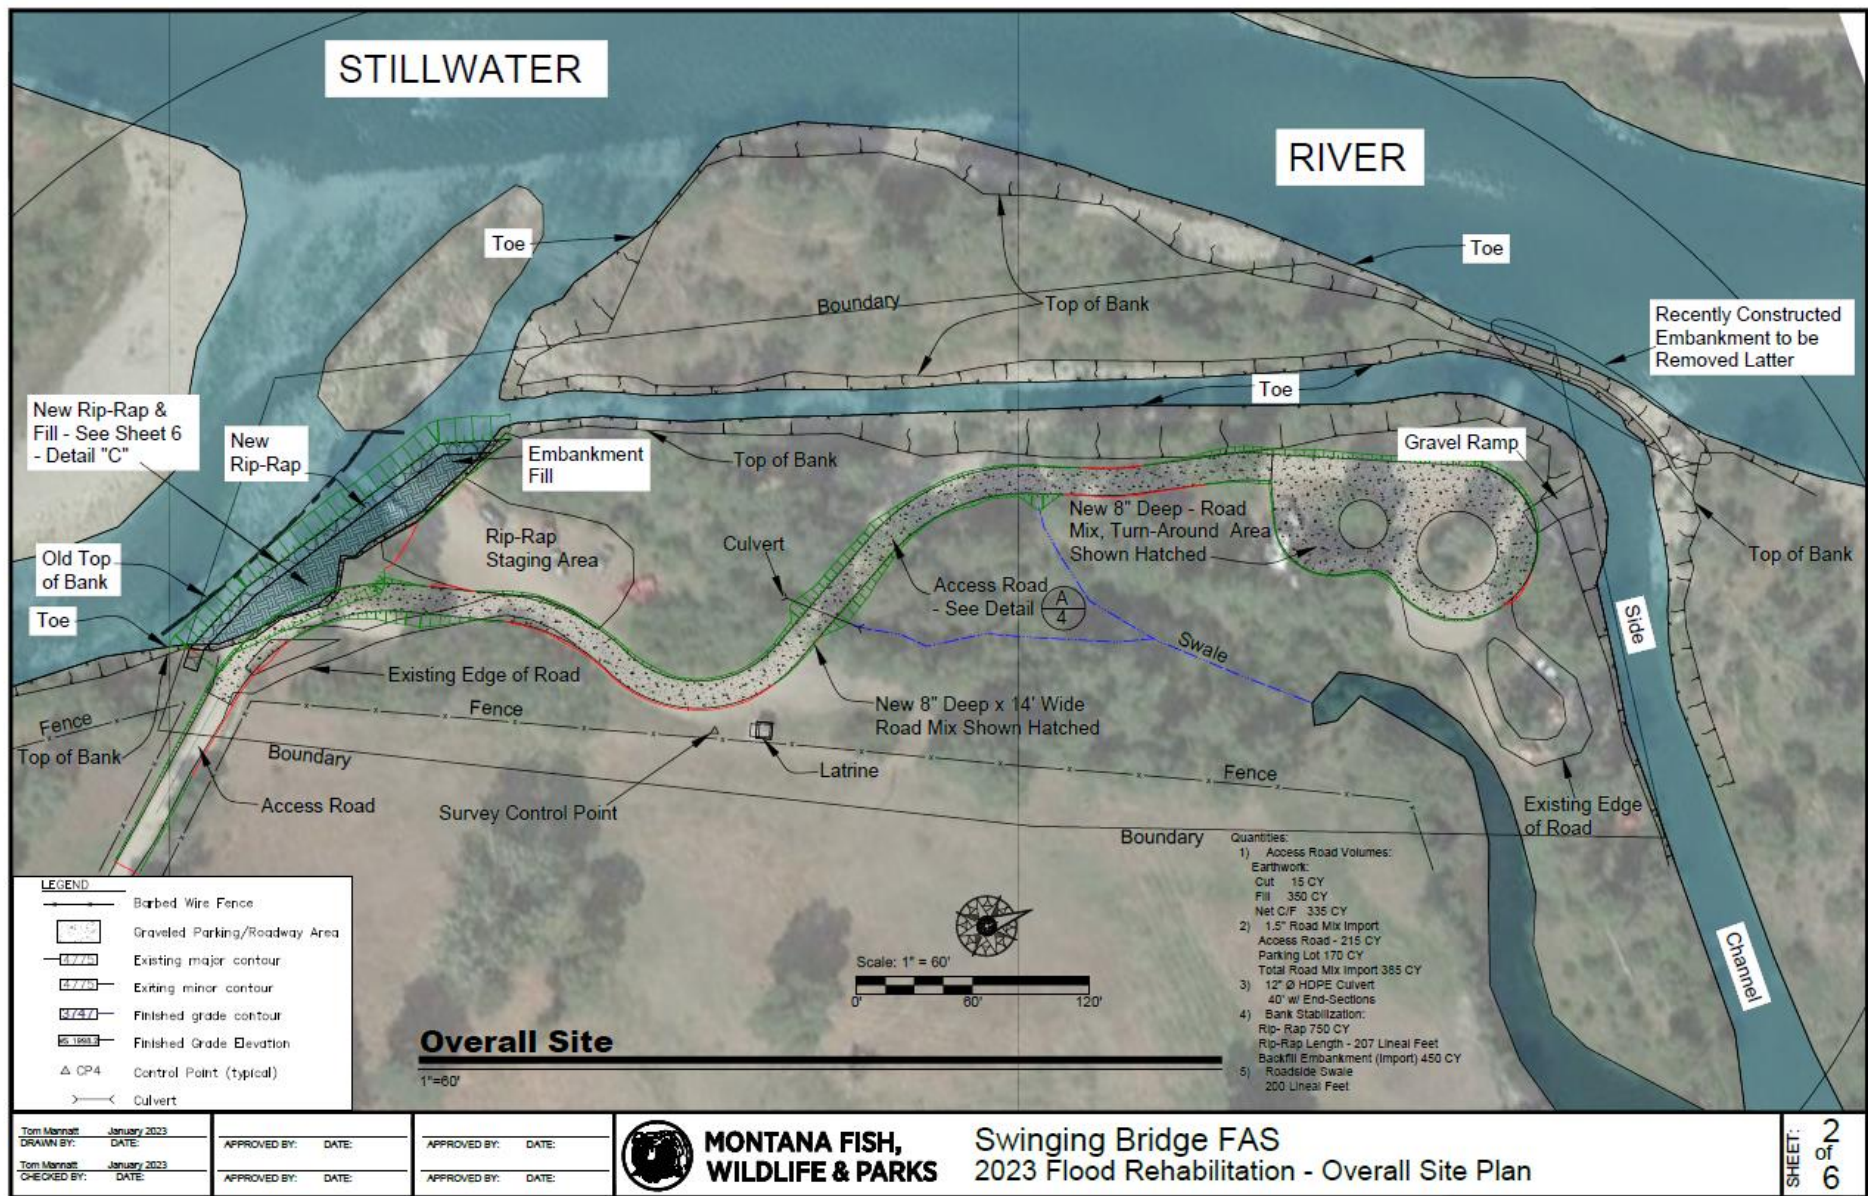 STILLWATER
RIVER
Toe
Toe
Boundary
Top of Bank
Recently Constructed
Embankment to be
Removed Latter
Toe
New Rip-Rap &
Fill - See Sheet 6
- Detail "C"
New
Rip-Rap
Embankment
Fill
Top of Bank
Gravel Ramp
Rip-Rap
Staging Area
Culvert
New 8" Deep - Road
Mix, Turn-Around Area
Shown Hatched
Top of Bank
Old Top
of Bank
Access Road
- See Detail
A
4
Toe
Side
Swale
Existing Edge of Road
Fence
Fence
New 8" Deep x 14' Wide
Road Mix Shown Hatched
Top of Bank
Boundary
Latrine
Fence
Access Road
Survey Control Point
Existing Edge
of Road
Boundary
Channel
Quantities:
1) Access Road Volumes:
Earthwork:
Cut 15 CY
Fill 350 CY
Net C/F 335 CY
2) 1.5" Road Mix Import
Access Road - 215 CY
Parking Lot 170 CY
Total Road Mix Import 385 CY
3) 12" Ø HDPE Culvert
40' w/ End-Sections
4) Bank Stabilization:
Rip- Rap 750 CY
Rip-Rap Length - 207 Lineal Feet
Backfill Embankment (Import) 450 CY
5) Roadside Swale
200 Lineal Feet
LEGEND
Barbed Wire Fence
Graveled Parking/Roadway Area
4775 Existing major contour
4775 Exiting minor contour
3747 Finished grade contour
Finished Grade Elevation
CP4 Control Point (typical)
Culvert
Scale: 1" = 60'
0' 60' 120'
Overall Site
1"=60'
Tom Mannatt January 2023
DRAWN BY: DATE:
Tom Mannatt January 2023
CHECKED BY: DATE:
APPROVED BY: DATE:
APPROVED BY: DATE:
APPROVED BY: DATE:
APPROVED BY: DATE:
MONTANA FISH,
WILDLIFE & PARKS
Swinging Bridge FAS
2023 Flood Rehabilitation - Overall Site Plan
SHEET:
2
of
6